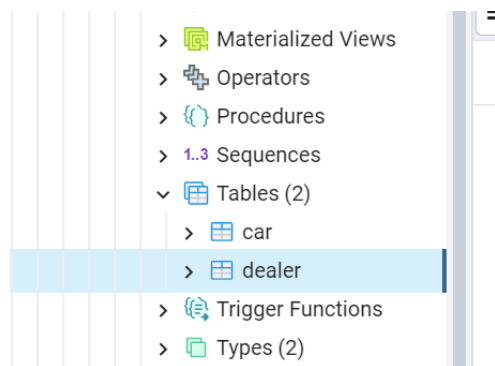 Materialized Views
Operators
Procedures
1..3 Sequences
Tables (2)
car
dealer
Trigger Functions
Types (2)